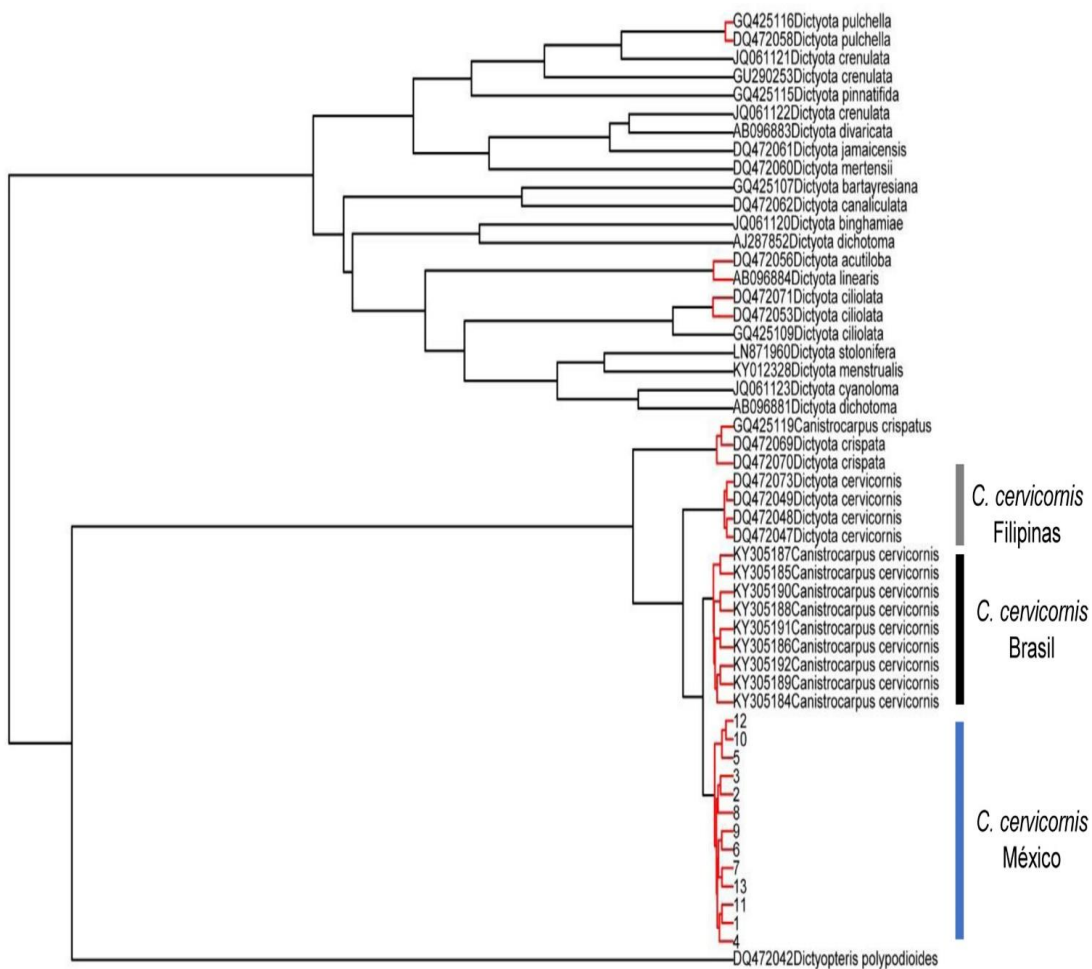 GQ425116Dictyota pulchella
DQ472058Dictyota pulchella
JQ061121Dictyota crenulata
GU290253Dictyota crenulata
GQ425115Dictyota pinnatifida
JQ061122Dictyota crenulata
AB096883Dictyota divaricata
DQ472061Dictyota jamaicensis
DQ472060Dictyota mertensii
GQ425107Dictyota bartayresiana
DQ472062Dictyota canaliculata
JQ061120Dictyota binghamiae
AJ287852Dictyota dichotoma
DQ472056Dictyota acutiloba
AB096884Dictyota linearis
DQ472071Dictyota ciliolata
DQ472053Dictyota ciliolata
GQ425109Dictyota ciliolata
LN871960Dictyota stolonifera
KY012328Dictyota menstrualis
JQ061123Dictyota cyanoloma
AB096881Dictyota dichotoma
GQ425119Canistrocarpus crispatus
DQ472069Dictyota crispata
DQ472070Dictyota crispata
DQ472073Dictyota cervicornis
DQ472049Dictyota cervicornis
DQ472048Dictyota cervicornis
DQ472047Dictyota cervicornis
C. cervicornis
Filipinas
KY305187Canistrocarpus cervicornis
KY305185Canistrocarpus cervicornis
KY305190Canistrocarpus cervicornis
KY305188Canistrocarpus cervicornis
KY305191Canistrocarpus cervicornis
KY305186Canistrocarpus cervicornis
KY305192Canistrocarpus cervicornis
KY305189Canistrocarpus cervicornis
KY305184Canistrocarpus cervicornis
C. cervicornis
Brasil
12
10
5
3
2
8
9
6
7
13
11
1
4
C. cervicornis
México
DQ472042Dictyopteris polypodioides